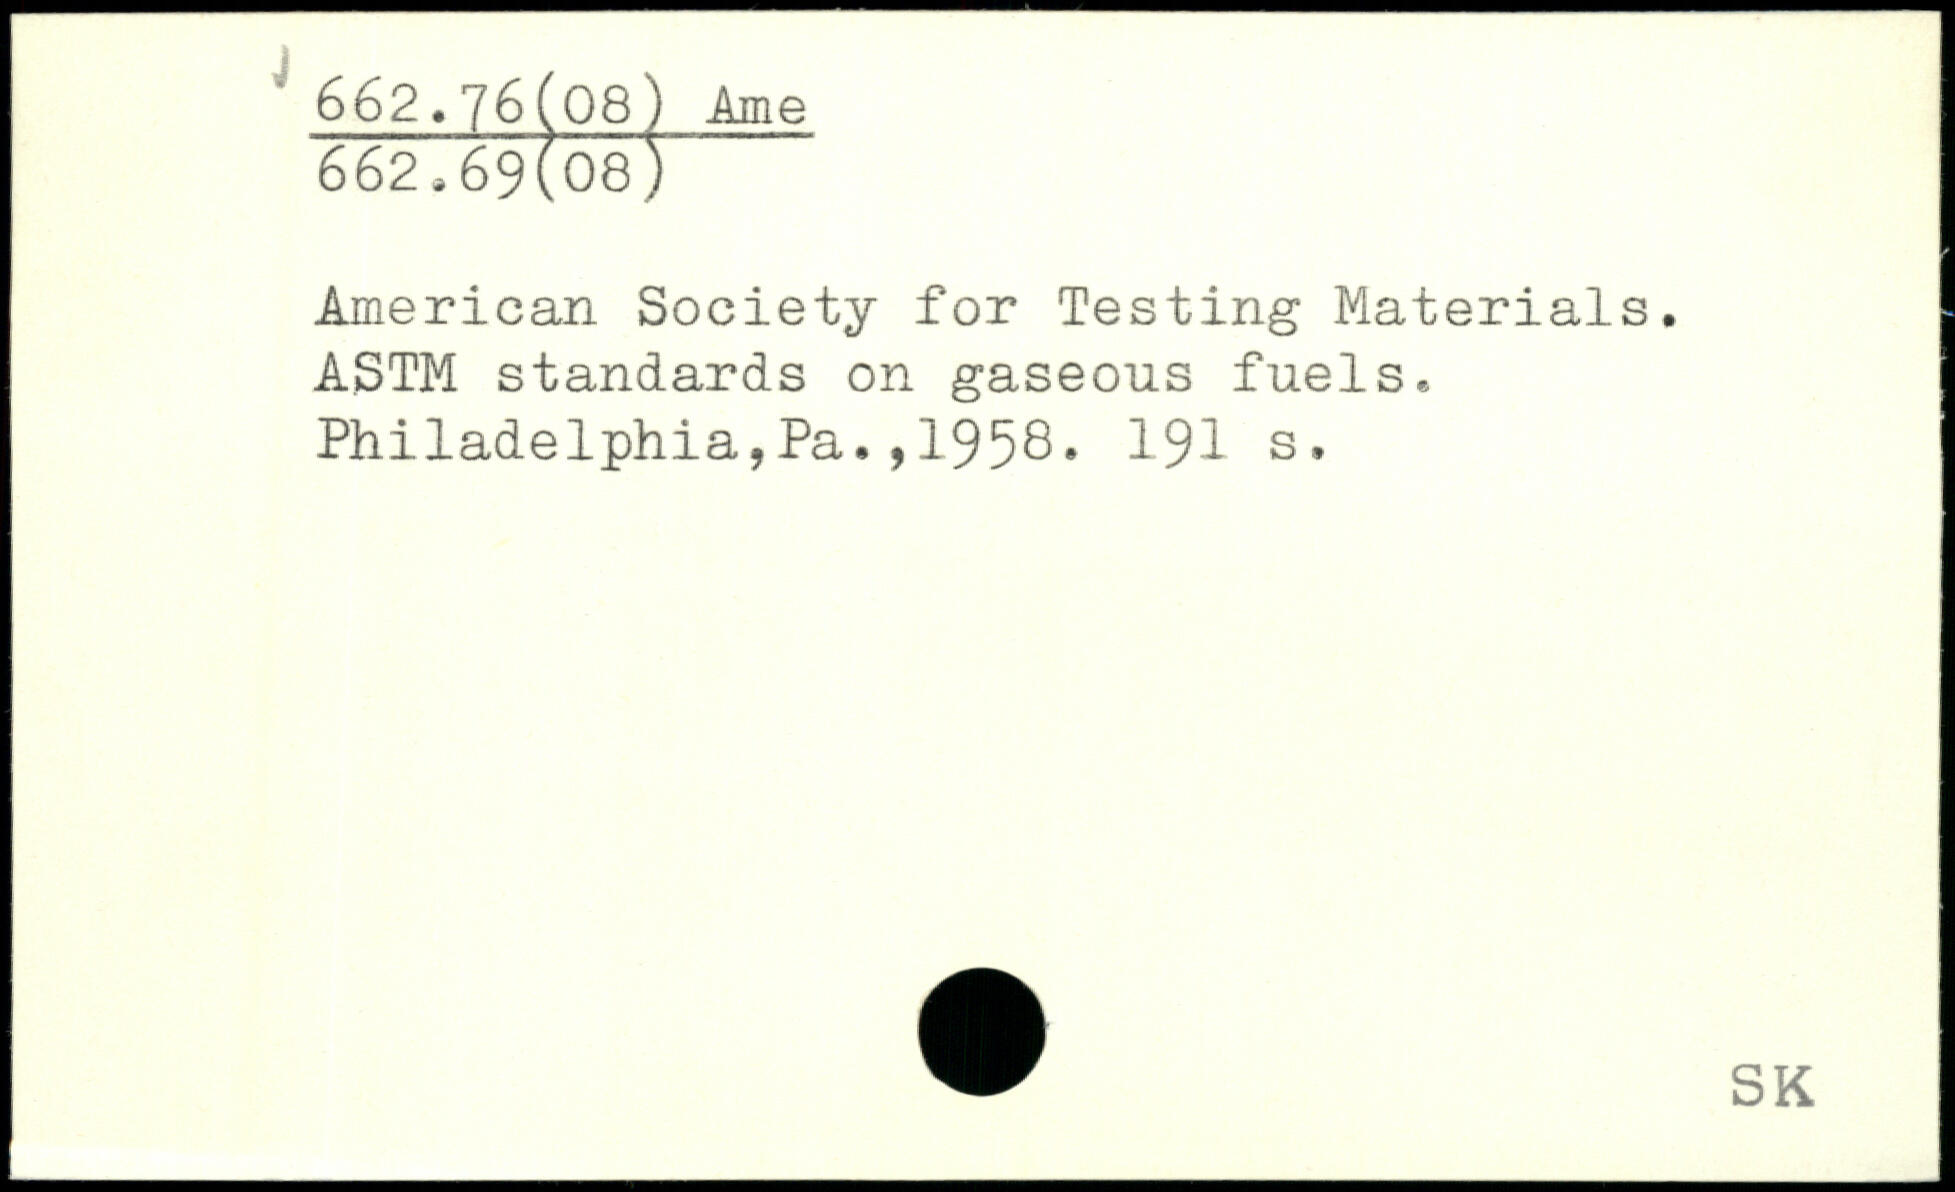 662.76(08) Ame
662.69(08)
American Society for Testing Materials.
ASTM standards on gaseous fuels.
Philadelphia,Pa.,1958. 191 s.
SK